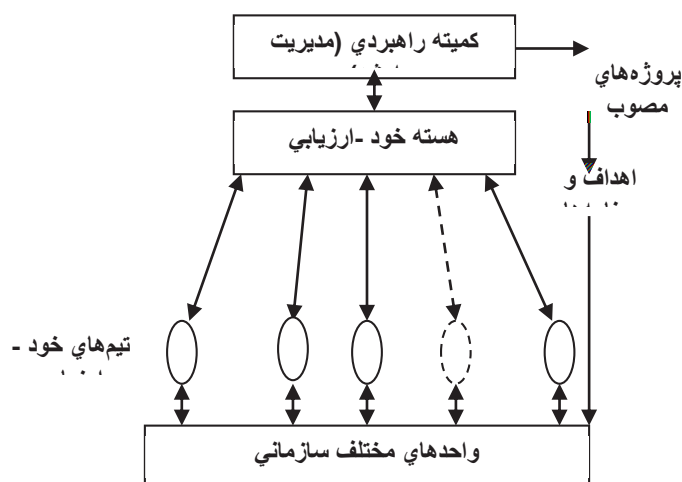 كميته راهبردي (مديريت
پروژه‌هاي
مصوب
هسته خود -ارزيابي
اهداف و
تيم‌هاي خود -
واحدهاي مختلف سازماني